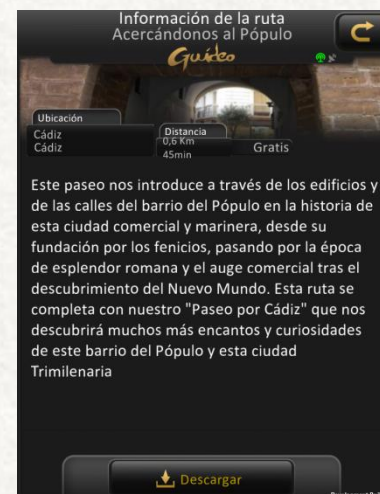 Información de la ruta
Acercándonos al Pópulo
Guideo
Ubicación
Cádiz
Cádiz
Distancia
0,6 Km
45min
Gratis
Este paseo nos introduce a través de los edificios y
de las calles del barrio del Pópulo en la historia de
esta ciudad comercial y marinera, desde su
fundación por los fenicios, pasando por la época
de esplendor romana y el auge comercial tras el
descubrimiento del Nuevo Mundo. Esta ruta se
completa con nuestro "Paseo por Cádiz" que nos
descubrirá muchos más encantos y curiosidades
de este barrio del Pópulo y esta ciudad
Trimilenaria
Descargar